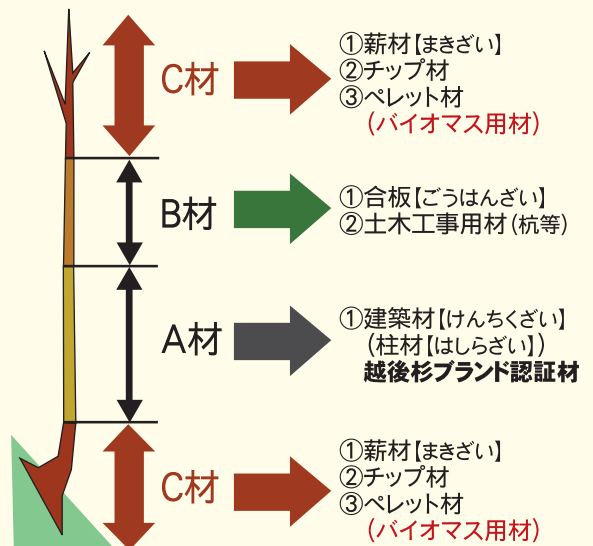 C材
①薪材【まきざい】
②チップ材
③ペレット材
(バイオマス用材)
B材
①合板【ごうはんざい】
②土木工事用材(杭等)
A材
①建築材【けんちくざい】
(柱材【はしらざい】)
越後杉ブランド認証材
C材
①薪材【まきざい】
②チップ材
③ペレット材
(バイオマス用材)